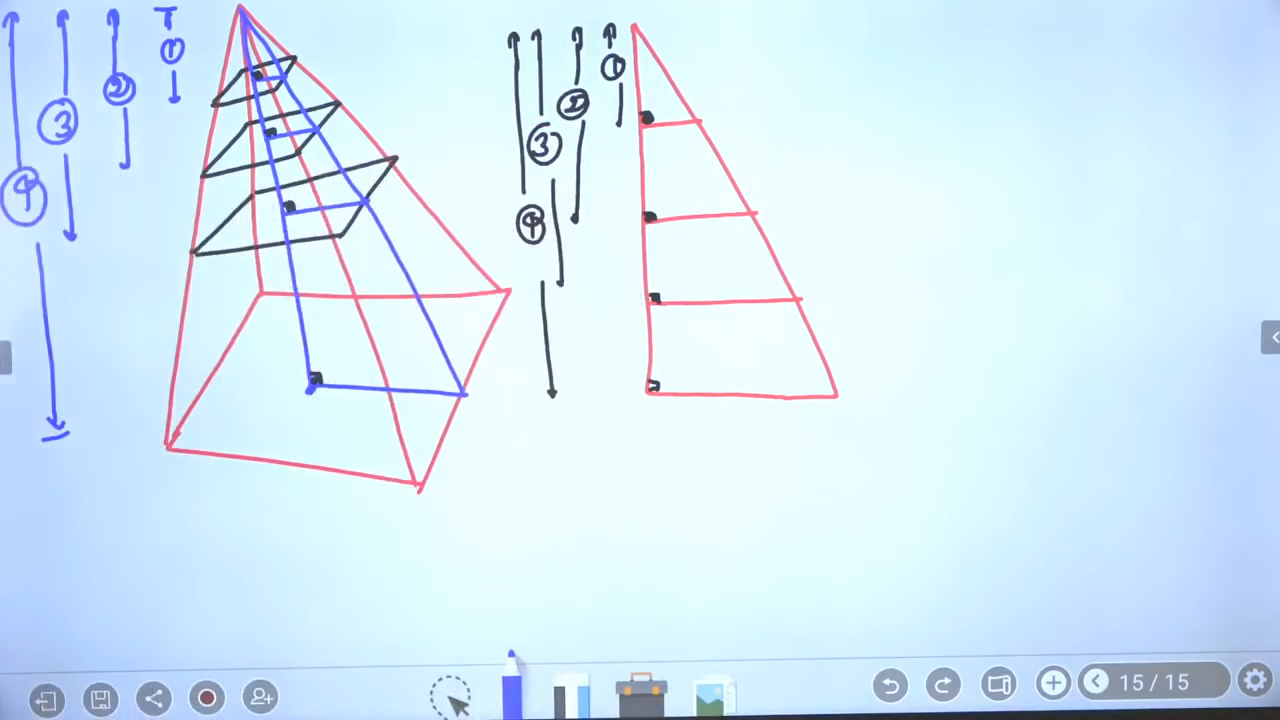 ① ② ③ ④
① ② ③ ④
15 / 15